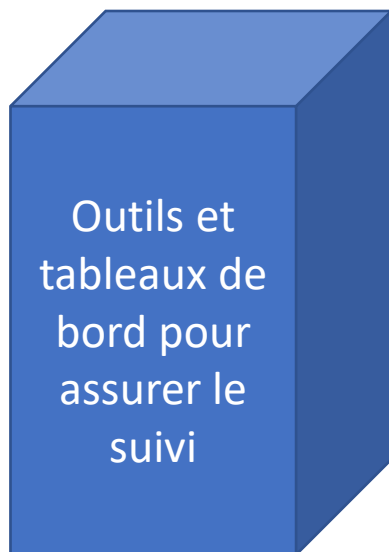 Outils et
tableaux de
bord pour
assurer le
suivi